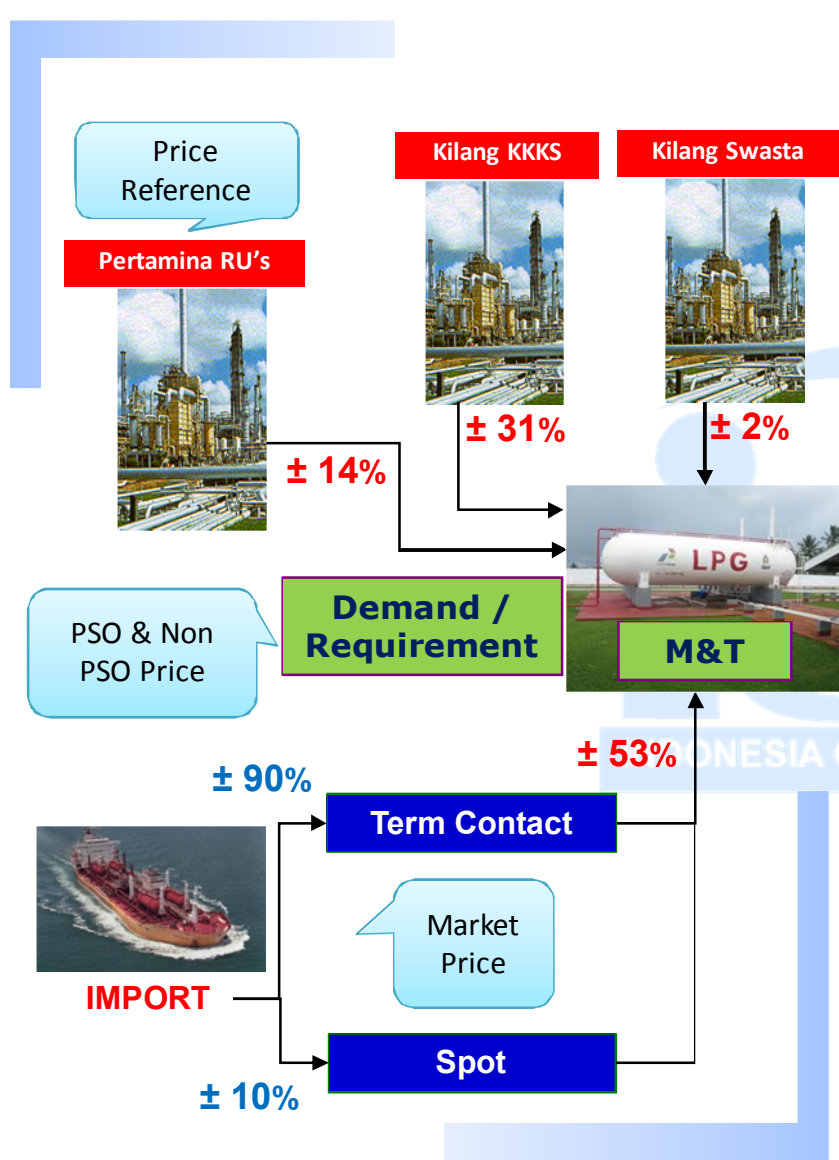 Price
Reference
Kilang KKKS
Kilang Swasta
Pertamina RU's
± 31%
± 2%
± 14%
LPG
Demand /
Requirement
M&T
PSO & Non
PSO Price
± 53%
INDONESIA
± 90%
Term Contact
Market
Price
IMPORT
Spot
± 10%